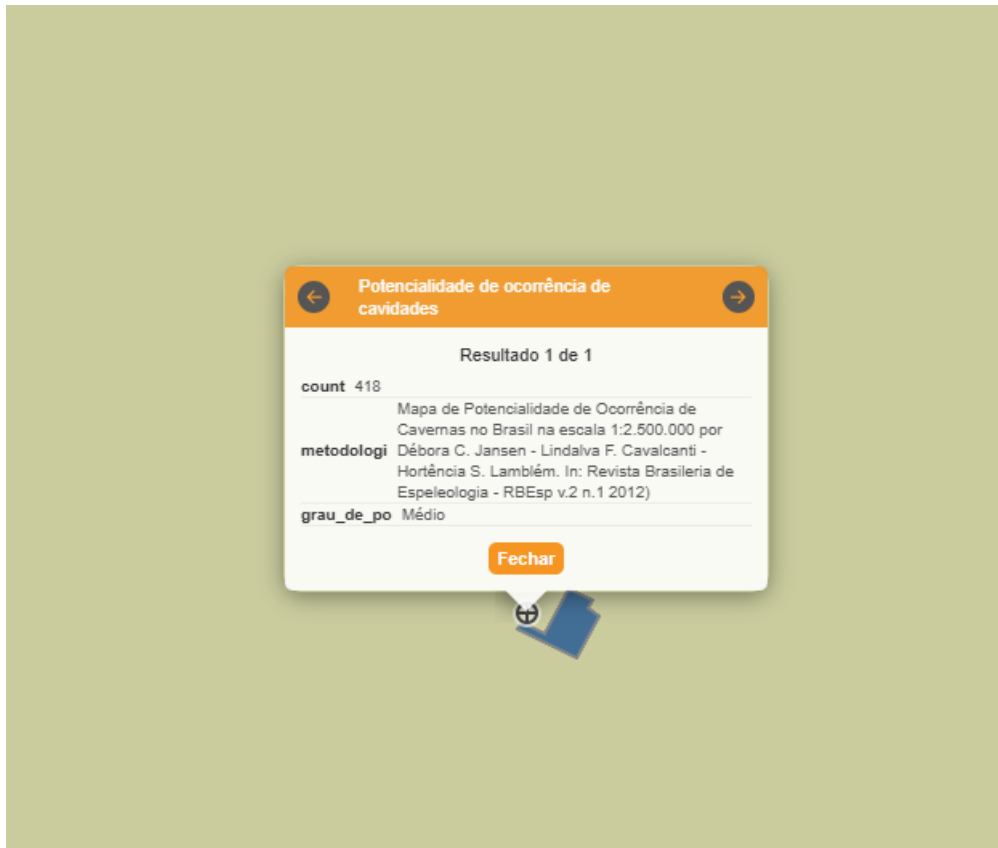 Potencialidade de ocorrência de
cavidades
Resultado 1 de 1
count 418
Mapa de Potencialidade de Ocorrência de
Cavernas no Brasil na escala 1:2.500.000 por
metodologi Débora C. Jansen - Lindalva F. Cavalcanti -
Hortência S. Lamblém. In: Revista Brasileria de
Espeleologia - RBEsp v.2 n.1 2012)
grau_de_po Médio
Fechar